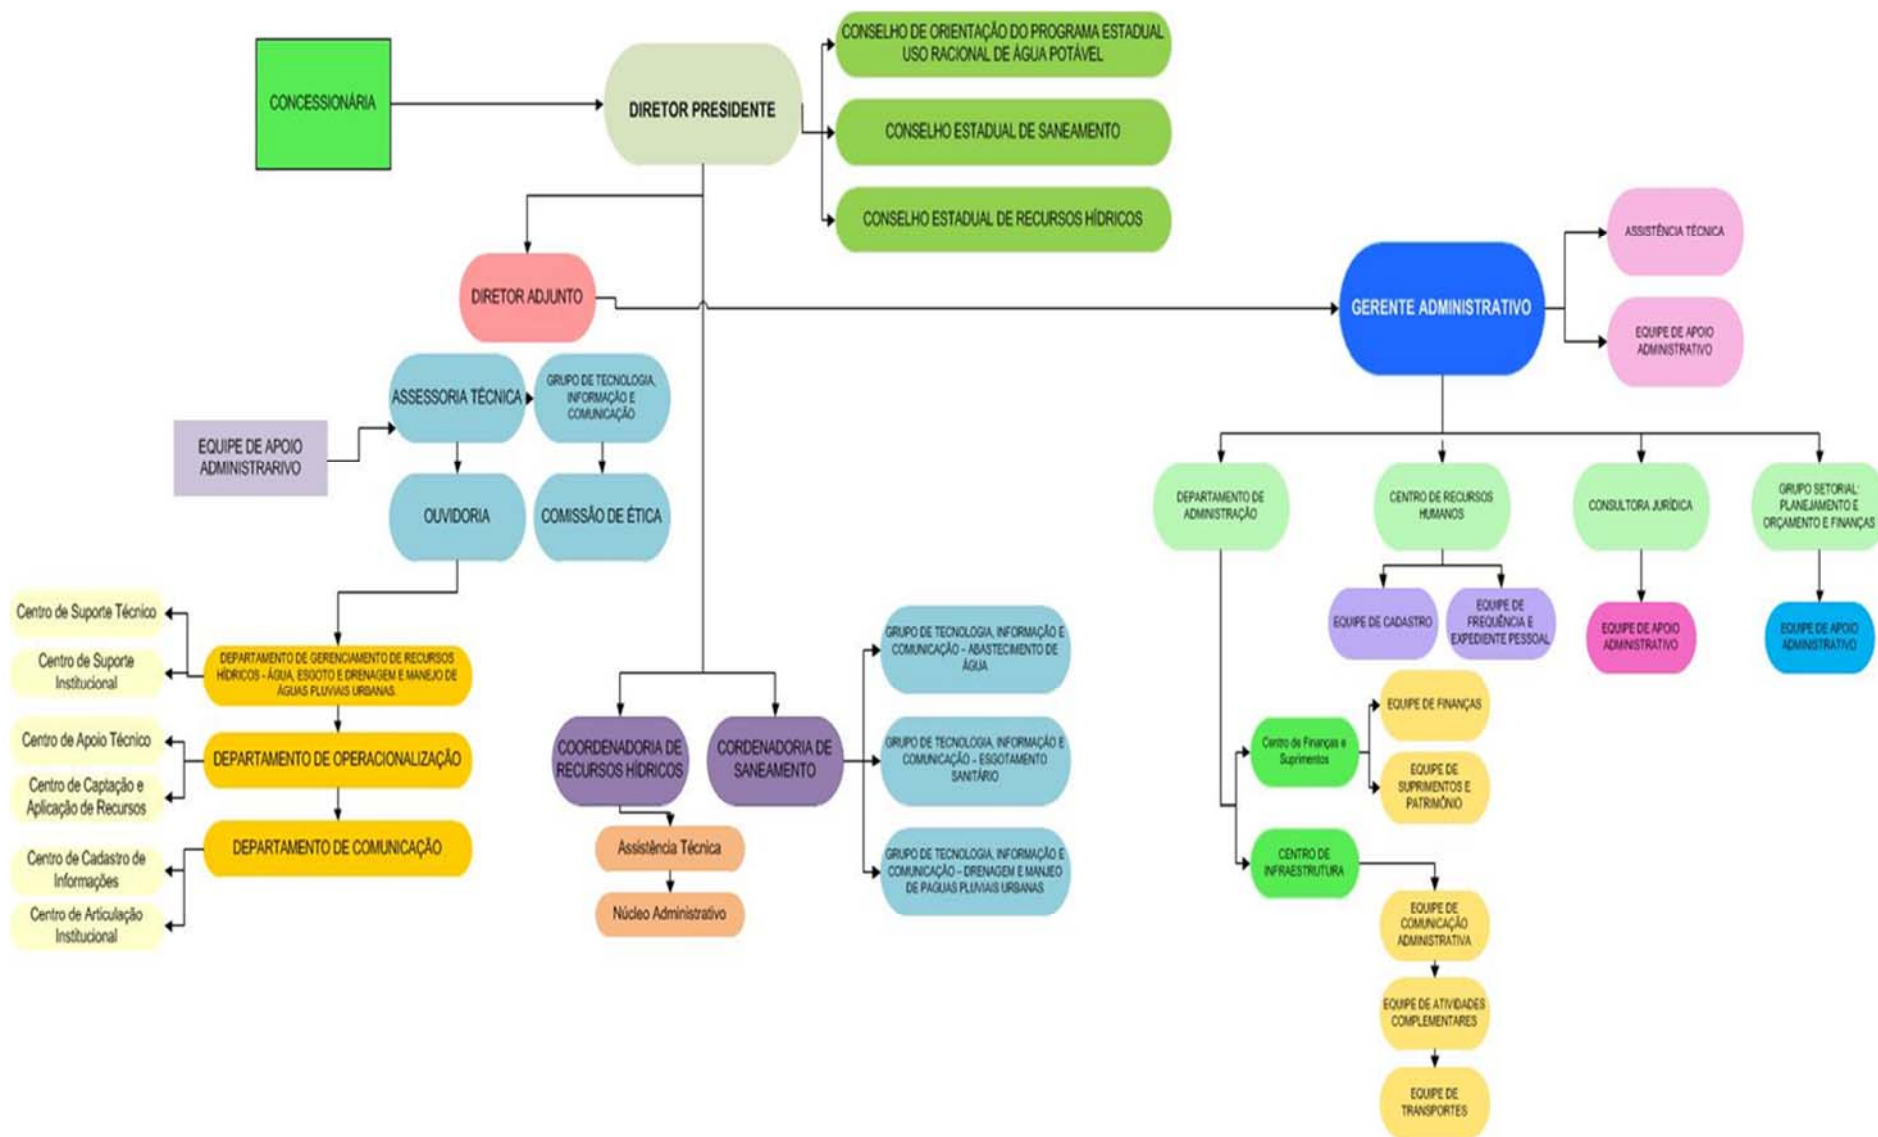 CONCESSIONÁRIA
DIRETOR PRESIDENTE
CONSELHO DE ORIENTAÇÃO DO PROGRAMA ESTADUAL
USO RACIONAL DE ÁGUA POTÁVEL
CONSELHO ESTADUAL DE SANEAMENTO
CONSELHO ESTADUAL DE RECURSOS HÍDRICOS
DIRETOR ADJUNTO
GERENTE ADMINISTRATIVO
ASSISTÊNCIA TÉCNICA
EQUIPE DE APOIO
ADMINISTRATIVO
ASSESSORIA TÉCNICA
GRUPO DE TECNOLOGIA,
INFORMAÇÃO E
COMUNICAÇÃO
EQUIPE DE APOIO
ADMINISTRARIVO
OUVIDORIA
COMISSÃO DE ÉTICA
DEPARTAMENTO DE
ADMINISTRAÇÃO
CENTRO DE RECURSOS
HUMANOS
CONSULTORA JURÍDICA
GRUPO SETORIAL:
PLANEJAMENTO E
ORÇAMENTO E FINANÇAS
EQUIPE DE CADASTRO
EQUIPE DE
FREQUÊNCIA E
EXPEDIENTE PESSOAL
EQUIPE DE APOIO
ADMINISTRATIVO
EQUIPE DE APOIO
ADMINISTRATIVO
Centro de Suporte Técnico
Centro de Suporte
Institucional
DEPARTAMENTO DE GERENCIAMENTO DE RECURSOS
HÍDRICOS - ÁGUA, ESGOTO E DRENAGEM E MANEJO DE
ÁGUAS PLUVIAIS URBANAS.
Centro de Apoio Técnico
Centro de Captação e
Aplicação de Recursos
DEPARTAMENTO DE OPERACIONALIZAÇÃO
Centro de Cadastro de
Informações
Centro de Articulação
Institucional
DEPARTAMENTO DE COMUNICAÇÃO
COORDENADORIA DE
RECURSOS HÍDRICOS
CORDENADORIA DE
SANEAMENTO
Assistência Técnica
Núcleo Administrativo
GRUPO DE TECNOLOGIA, INFORMAÇÃO E
COMUNICAÇÃO – ABASTECIMENTO DE
ÁGUA
GRUPO DE TECNOLOGIA, INFORMAÇÃO E
COMUNICAÇÃO – ESGOTAMENTO
SANITÁRIO
GRUPO DE TECNOLOGIA, INFORMAÇÃO E
COMUNICAÇÃO – DRENAGEM E MANJEO
DE PAGUAS PLUVIAIS URBANAS
Centro de Finanças e
Suprimentos
EQUIPE DE FINANÇAS
EQUIPE DE
SUPRIMENTOS E
PATRIMÔNIO
CENTRO DE
INFRAESTRUTURA
EQUIPE DE
COMUNICAÇÃO
ADMINISTRATIVA
EQUIPE DE ATIVIDADES
COMPLEMENTARES
EQUIPE DE
TRANSPORTES